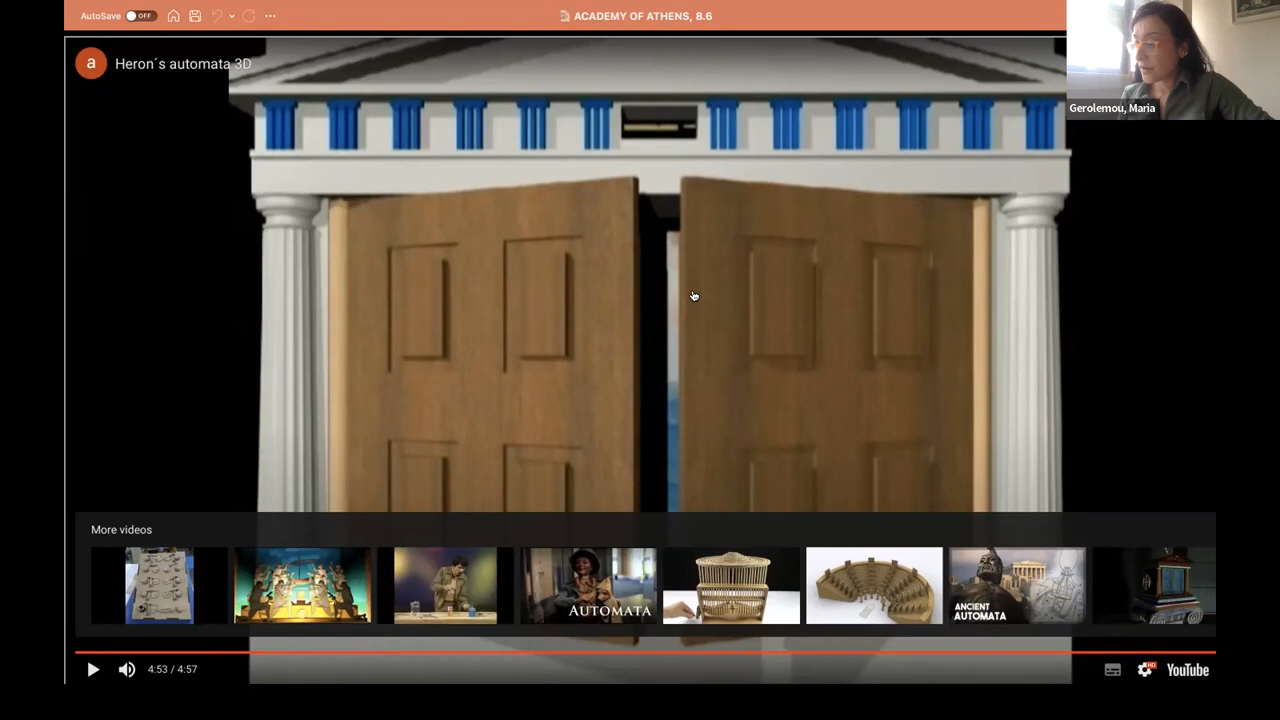 AutoSave OFF
ACADEMY OF ATHENS, 8.6
a
Heron´s automata 3D
Gerolemou, Maria
More videos
AUTOMATA
ANCIENT
AUTOMATA
4:53 / 4:57
HD
YouTube